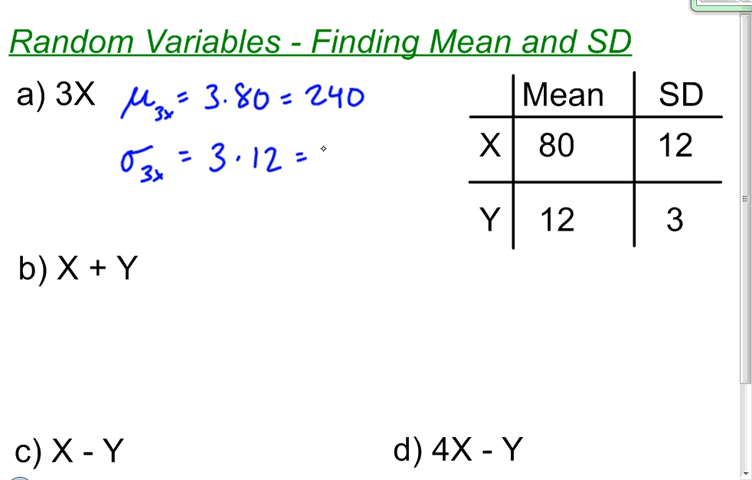 Random Variables - Finding Mean and SD
a) 3X μ3x = 3·80 = 240
σ3x = 3·12 =
Mean SD
X 80 12
Y 12 3
b) X + Y
c) X - Y
d) 4X - Y